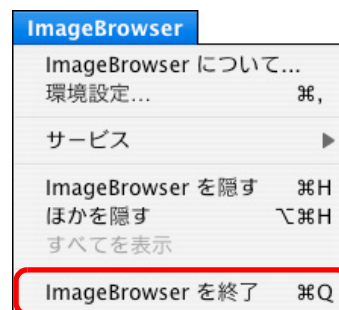 ImageBrowser
ImageBrowser について...
環境設定... ⌘,
サービス ▶
ImageBrowser を隠す ⌘H
ほかを隠す ⌥⌘H
すべてを表示
ImageBrowser を終了 ⌘Q